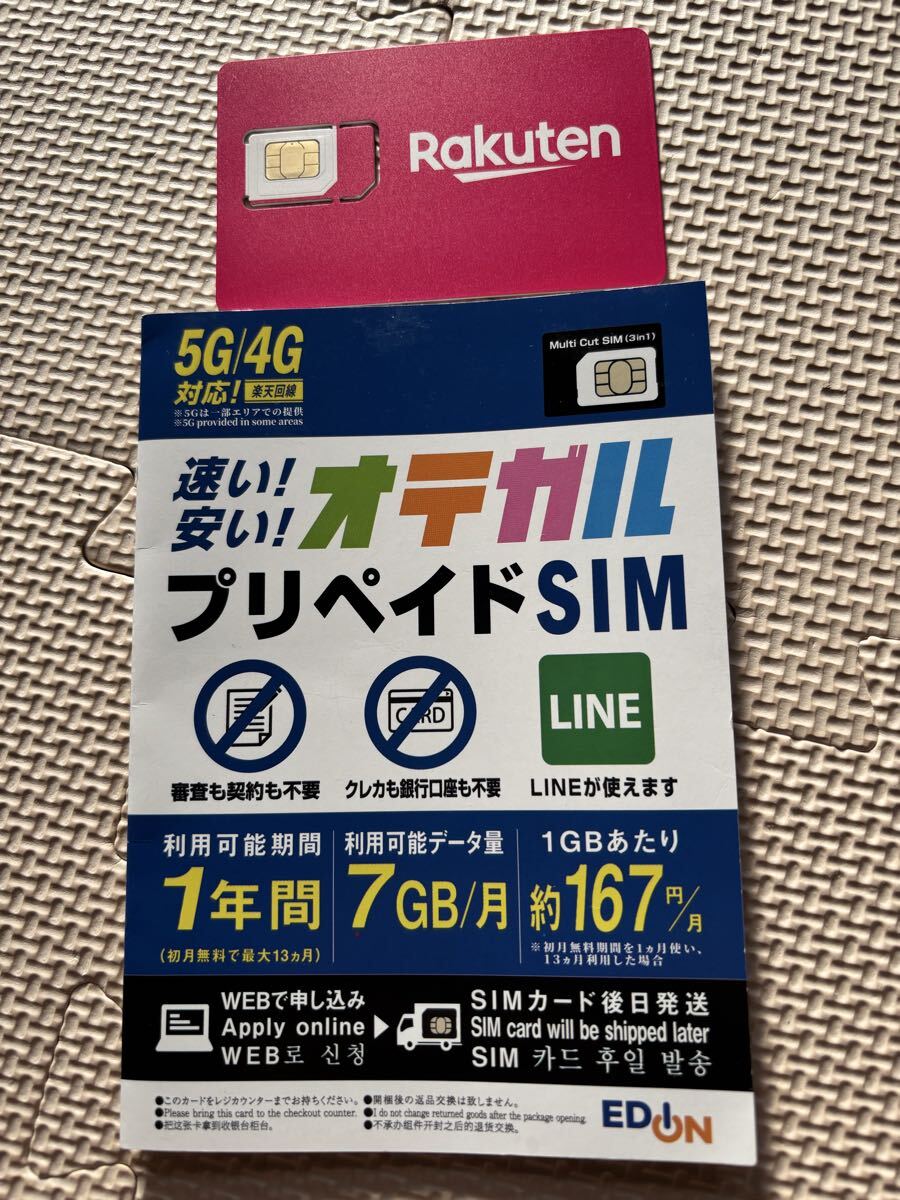 Rakuten
5G/4G
対応！ 楽天回線
※5Gは一部エリアでの提供
※5G provided in some areas
Multi Cut SIM (3in1)
速い！
安い！
オテガル
プリペイドSIM
CARD
LINE
審査も契約も不要
クレカも銀行口座も不要
LINEが使えます
利用可能期間
1年間
(初月無料で最大13ヵ月)
利用可能データ量
7GB/月
1GBあたり
約167円/月
※初月無料期間を1ヵ月使い、
13ヵ月利用した場合
WEBで申し込み
Apply online
WEB로 신청
SIMカード後日発送
SIM card will be shipped later
SIM 카드 후일 발송
●このカードをレジカウンターまでお持ちください。
●Please bring this card to the checkout counter.
●把这张卡拿到收银台柜台。
●開梱後の返品交換は致しません。
●I do not change returned goods after the package opening.
●不承办组件开封之后的退货交换。
EDION